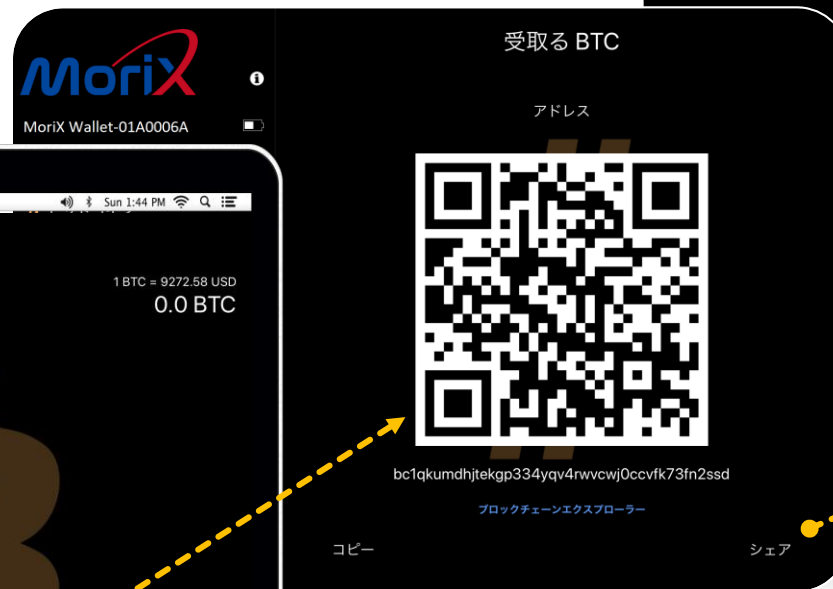 MoriX
MoriX Wallet-01A0006A
Sun 1:44 PM
1 BTC = 9272.58 USD
0.0 BTC
受取る BTC
アドレス
bc1qkumdhjtekgp334yqv4rwvcwj0ccvfk73fn2ssd
ブロックチェーンエクスプローラー
コピー
シェア